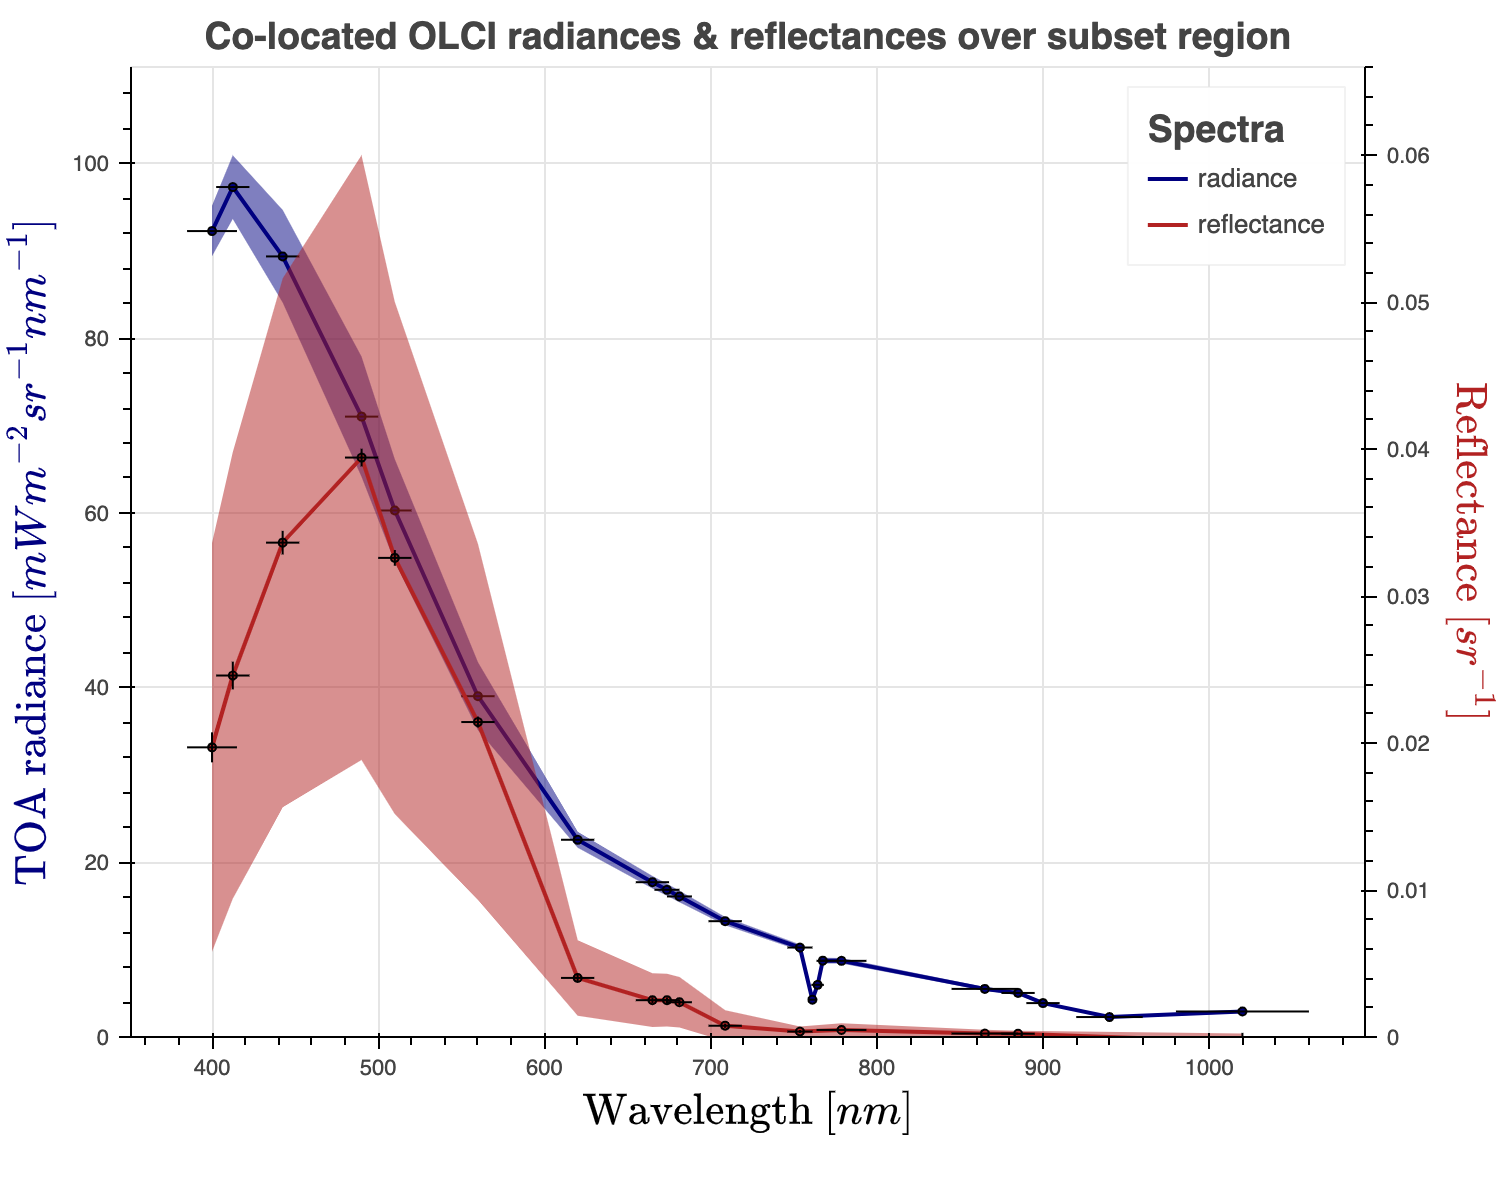 Co-located OLCI radiances & reflectances over subset region
TOA radiance [mWm⁻²sr⁻¹nm⁻¹]
100
80
60
40
20
0
Spectra
radiance
reflectance
0.06
0.05
0.04
0.03
0.02
0.01
0
Reflectance [sr⁻¹]
400 500 600 700 800 900 1000
Wavelength [nm]